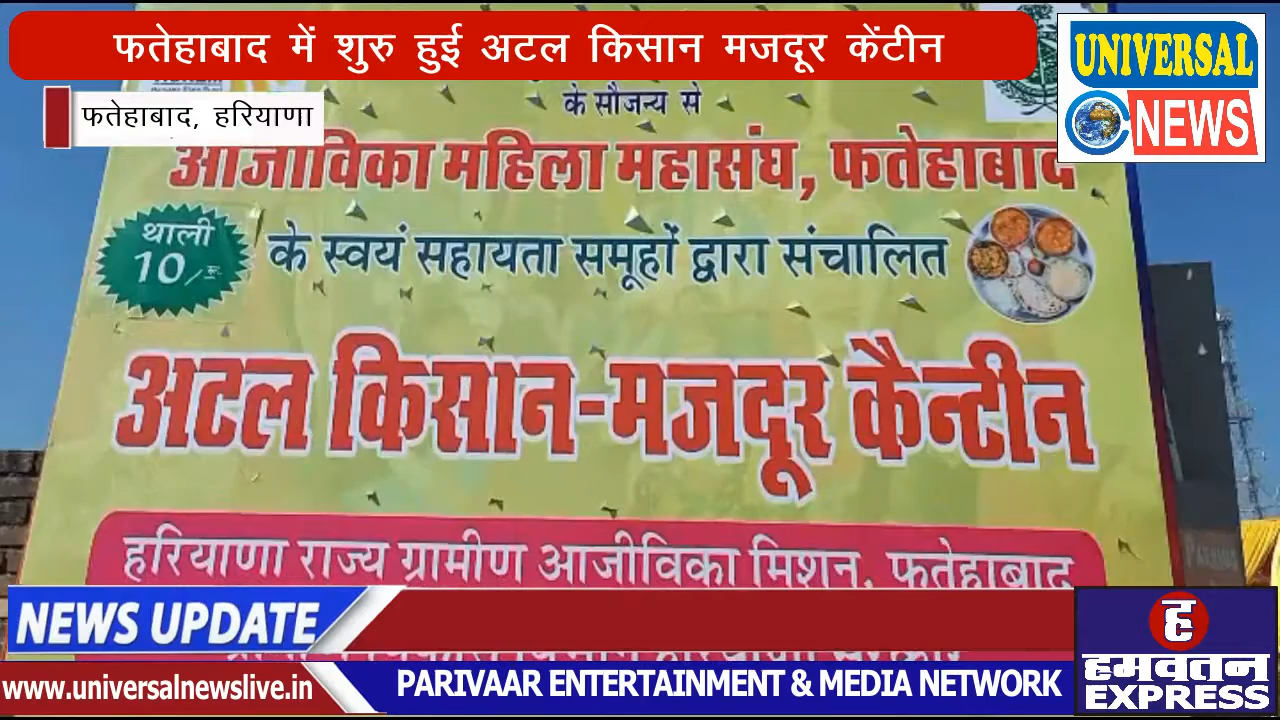 फतेहाबाद में शुरु हुई अटल किसान मजदूर केंटीन
UNIVERSAL
NEWS
फतेहाबाद, हरियाणा
के सौजन्य से
आजीविका महिला महासंघ, फतेहाबाद
थाली
10/-रू.
के स्वयं सहायता समूहों द्वारा संचालित
अटल किसान-मजदूर कैन्टीन
हरियाणा राज्य ग्रामीण आजीविका मिशन, फतेहाबाद
NEWS UPDATE
www.universalnewslive.in
PARIVAAR ENTERTAINMENT & MEDIA NETWORK
ह
हमवतन
EXPRESS